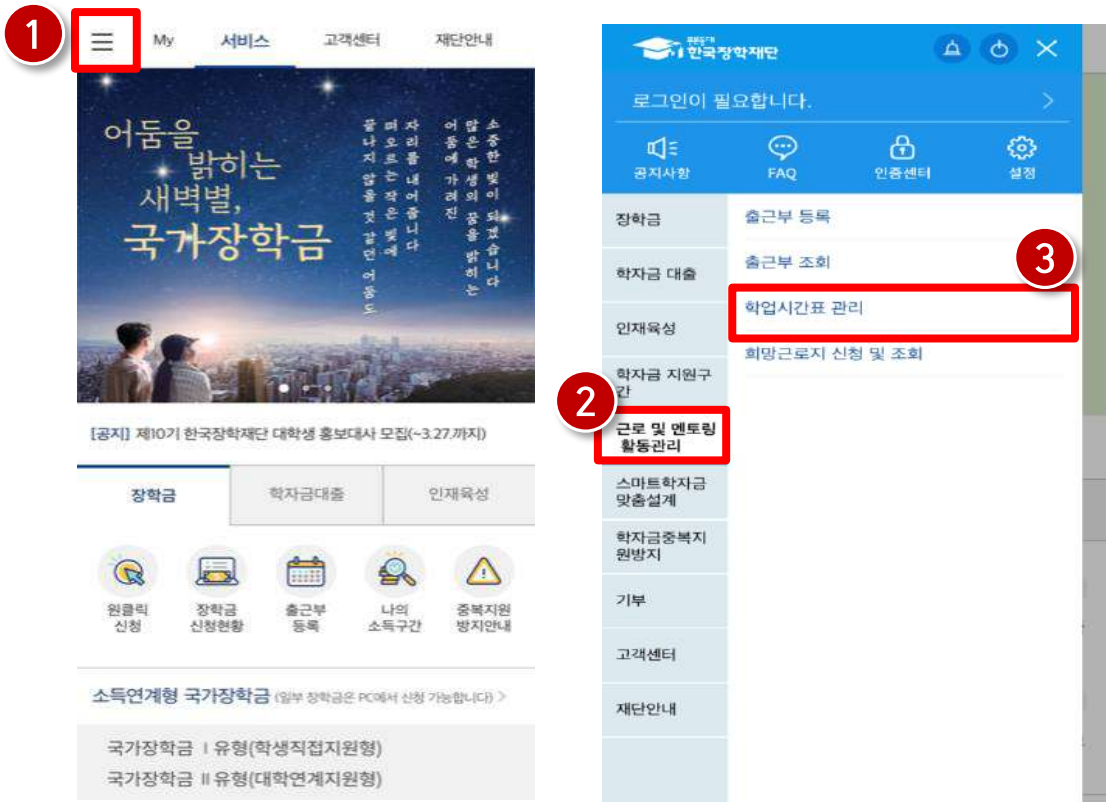 1
My 서비스 고객센터 재단안내
어둠을
밝히는
새벽별,
국가장학금
소중한 빛이 되겠습니다
많은 학생의 꿈을 밝히는
어둠에 가려진
자리를 내어줍니다
떠오르는 작은 빛에
끝나지 않을 것 같던 어둠도
[공지] 제10기 한국장학재단 대학생 홍보대사 모집(~3.27.까지)
장학금 학자금대출 인재육성
원클릭
신청
장학금
신청현황
출근부
등록
나의
소득구간
중복지원
방지안내
소득연계형 국가장학금 (일부 장학금은 PC에서 신청 가능합니다) >
국가장학금 Ⅰ유형(학생직접지원형)
국가장학금 Ⅱ유형(대학연계지원형)
푸른등대
한국장학재단
로그인이 필요합니다.
공지사항 FAQ 인증센터 설정
장학금
학자금 대출
인재육성
학자금 지원구
간
2
근로 및 멘토링
활동관리
스마트학자금
맞춤설계
학자금중복지
원방지
기부
고객센터
재단안내
출근부 등록
출근부 조회
3
학업시간표 관리
희망근로지 신청 및 조회